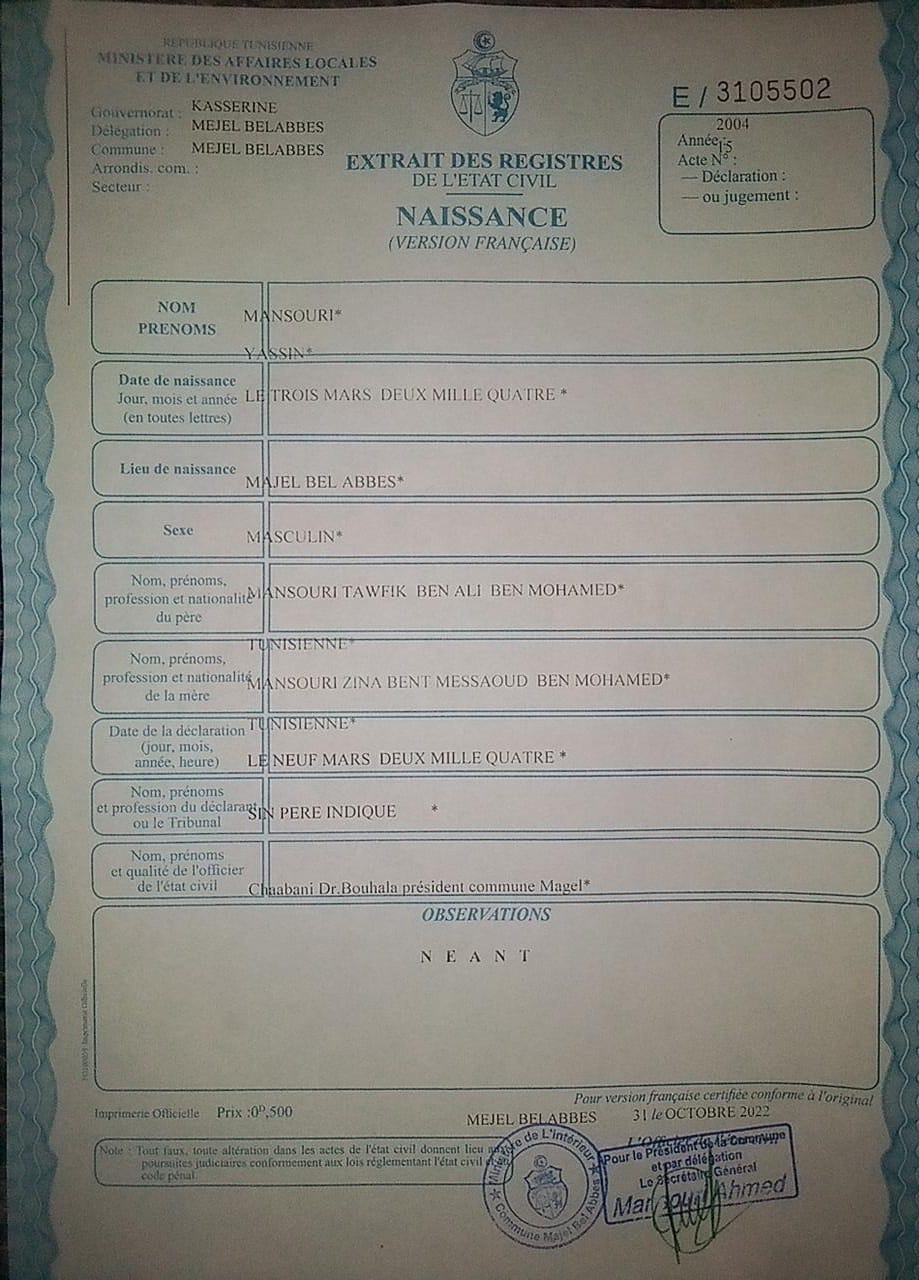 REPUBLIQUE TUNISIENNE
MINISTERE DES AFFAIRES LOCALES
ET DE L'ENVIRONNEMENT
Gouvernorat : KASSERINE
Délégation : MEJEL BELABBES
Commune : MEJEL BELABBES
Arrondis. com. :
Secteur :
EXTRAIT DES REGISTRES
DE L'ETAT CIVIL
NAISSANCE
(VERSION FRANÇAISE)
E / 3105502
2004
Année :
15
Acte N° :
— Déclaration :
— ou jugement :
NOM
PRENOMS
MANSOURI*
YASSIN*
Date de naissance
Jour, mois et année
(en toutes lettres)
LE TROIS MARS DEUX MILLE QUATRE *
Lieu de naissance
MAJEL BEL ABBES*
Sexe
MASCULIN*
Nom, prénoms,
profession et nationalité
du père
MANSOURI TAWFIK BEN ALI BEN MOHAMED*
TUNISIENNE*
Nom, prénoms,
profession et nationalité
de la mère
MANSOURI ZINA BENT MESSAOUD BEN MOHAMED*
TUNISIENNE*
Date de la déclaration
(jour, mois,
année, heure)
LE NEUF MARS DEUX MILLE QUATRE *
Nom, prénoms
et profession du déclarant
ou le Tribunal
SIN PERE INDIQUE *
Nom, prénoms
et qualité de l'officier
de l'état civil
Chaabani Dr.Bouhala président commune Magel*
OBSERVATIONS
N E A N T
Imprimerie Officielle Prix :0ᴰ,500
Pour version française certifiée conforme à l'original
MEJEL BELABBES 31 le OCTOBRE 2022
Note : Tout faux, toute altération dans les actes de l'état civil donnent lieu
poursuites judiciaires conformement aux lois réglementant l'état civil
code pénal.
Ministère de L'Intérieur
Commune Majel Bel Abbes
Pour le Président de la Commune
et par délégation
Le Secrétaire Général
Mansouri Ahmed